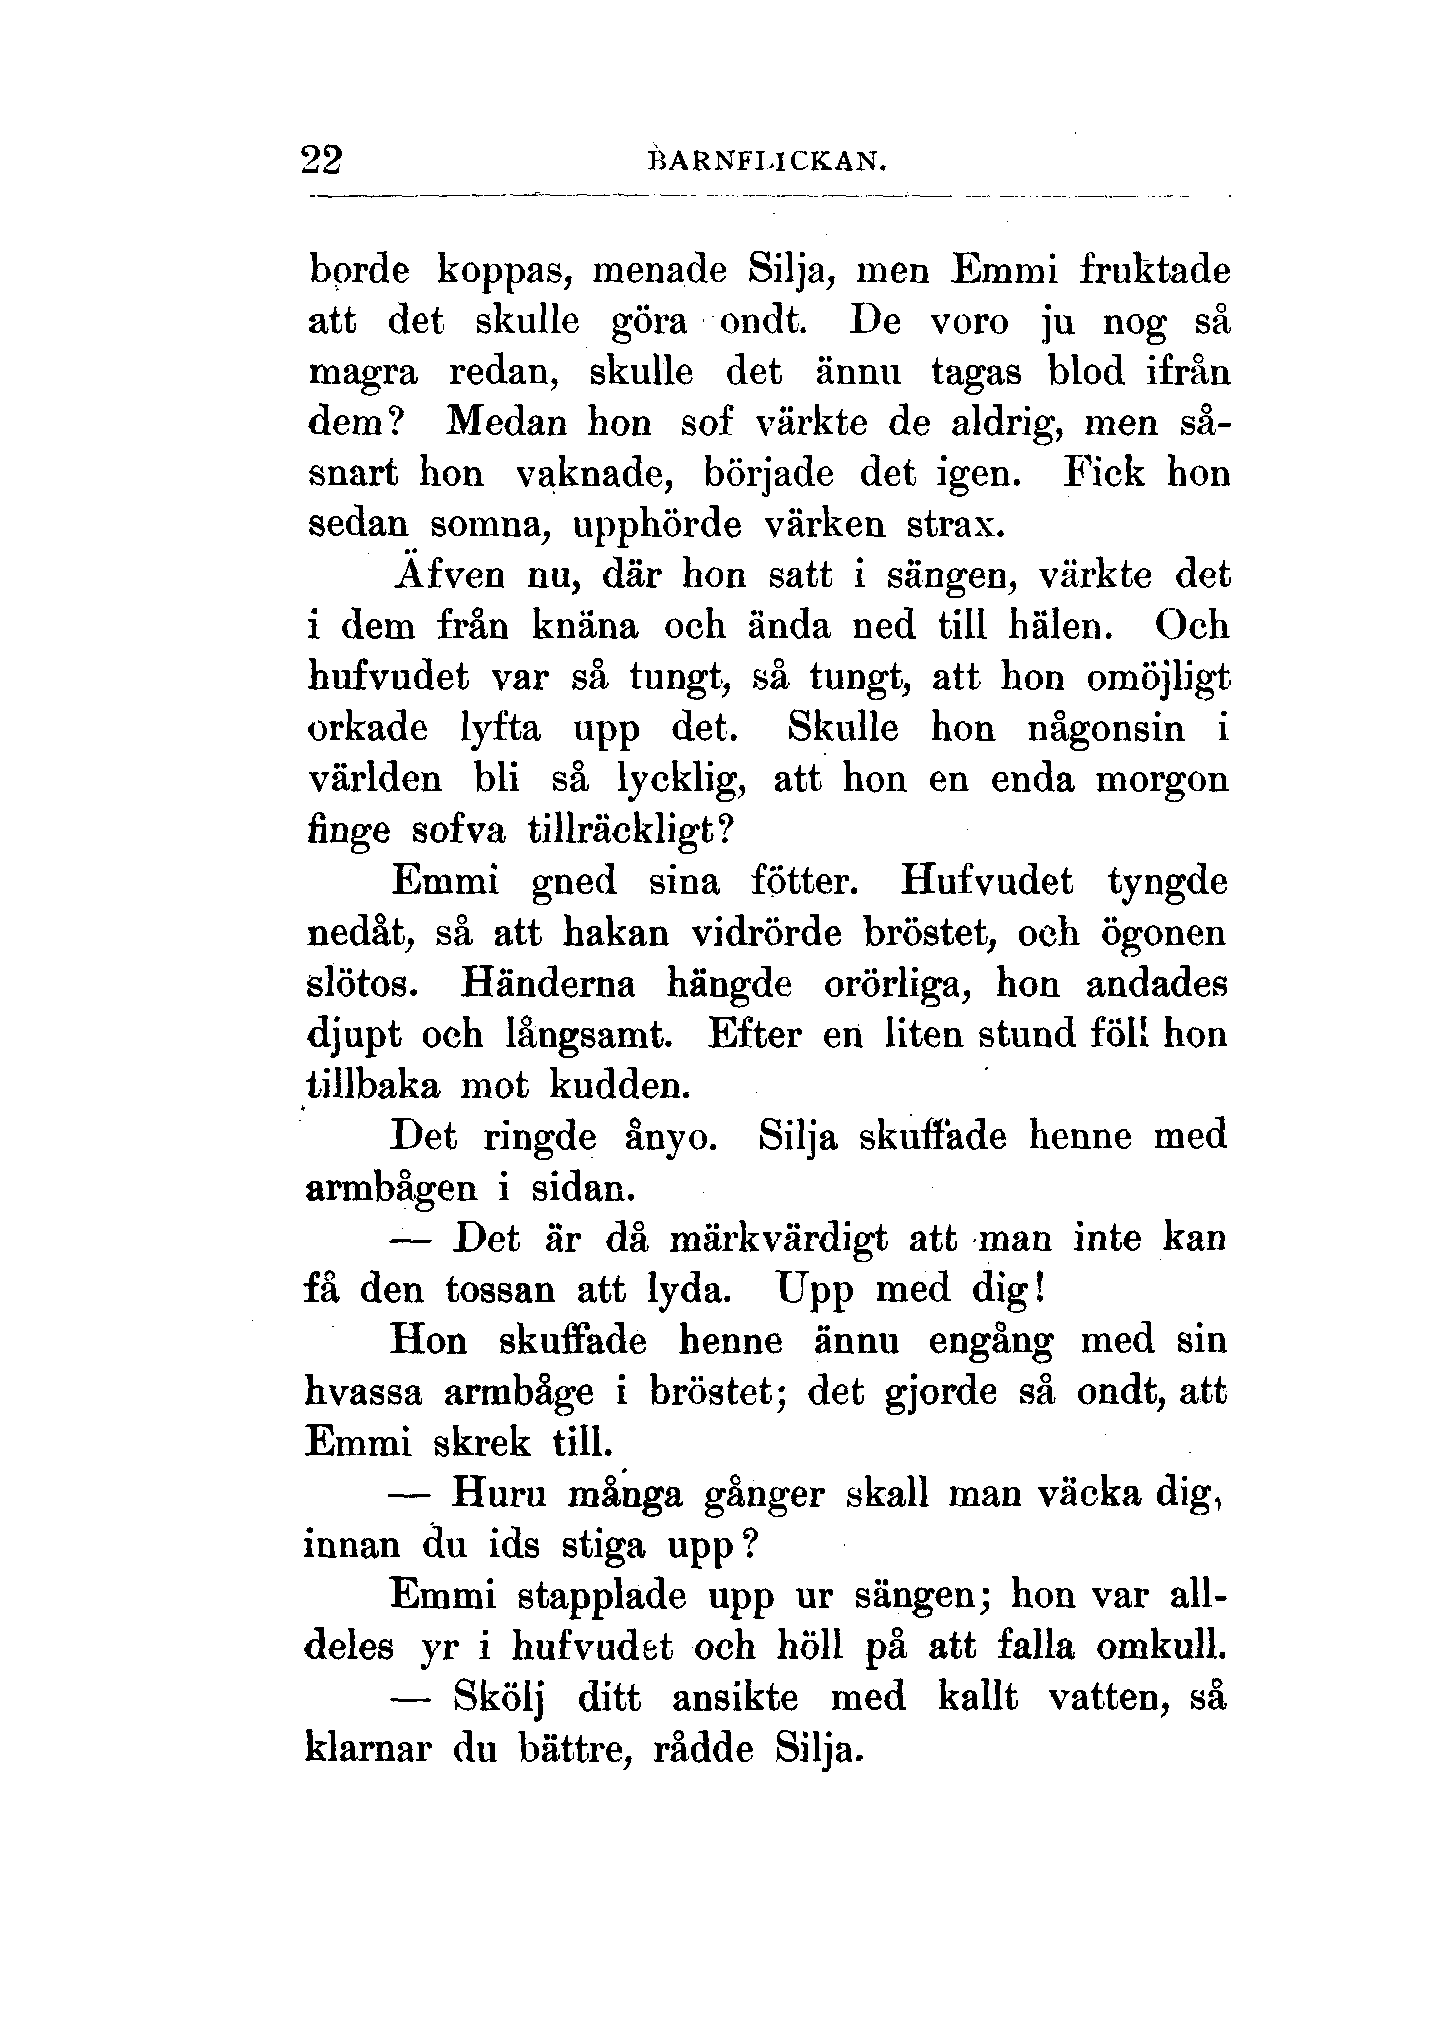 22 BARNFLICKAN.
borde koppas, menade Silja, men Emmi fruktade
att det skulle göra ondt. De voro ju nog så
magra redan, skulle det ännu tagas blod ifrån
dem? Medan hon sof värkte de aldrig, men så-
snart hon vaknade, började det igen. Fick hon
sedan somna, upphörde värken strax.
Äfven nu, där hon satt i sängen, värkte det
i dem från knäna och ända ned till hälen. Och
hufvudet var så tungt, så tungt, att hon omöjligt
orkade lyfta upp det. Skulle hon någonsin i
världen bli så lycklig, att hon en enda morgon
finge sofva tillräckligt?
Emmi gned sina fötter. Hufvudet tyngde
nedåt, så att hakan vidrörde bröstet, och ögonen
slötos. Händerna hängde orörliga, hon andades
djupt och långsamt. Efter en liten stund föll hon
tillbaka mot kudden.
Det ringde ånyo. Silja skuffade henne med
armbågen i sidan.
— Det är då märkvärdigt att man inte kan
få den tossan att lyda. Upp med dig!
Hon skuffade henne ännu engång med sin
hvassa armbåge i bröstet; det gjorde så ondt, att
Emmi skrek till.
— Huru många gånger skall man väcka dig,
innan du ids stiga upp?
Emmi stapplade upp ur sängen; hon var all-
deles yr i hufvudet och höll på att falla omkull.
— Skölj ditt ansikte med kallt vatten, så
klarnar du bättre, rådde Silja.